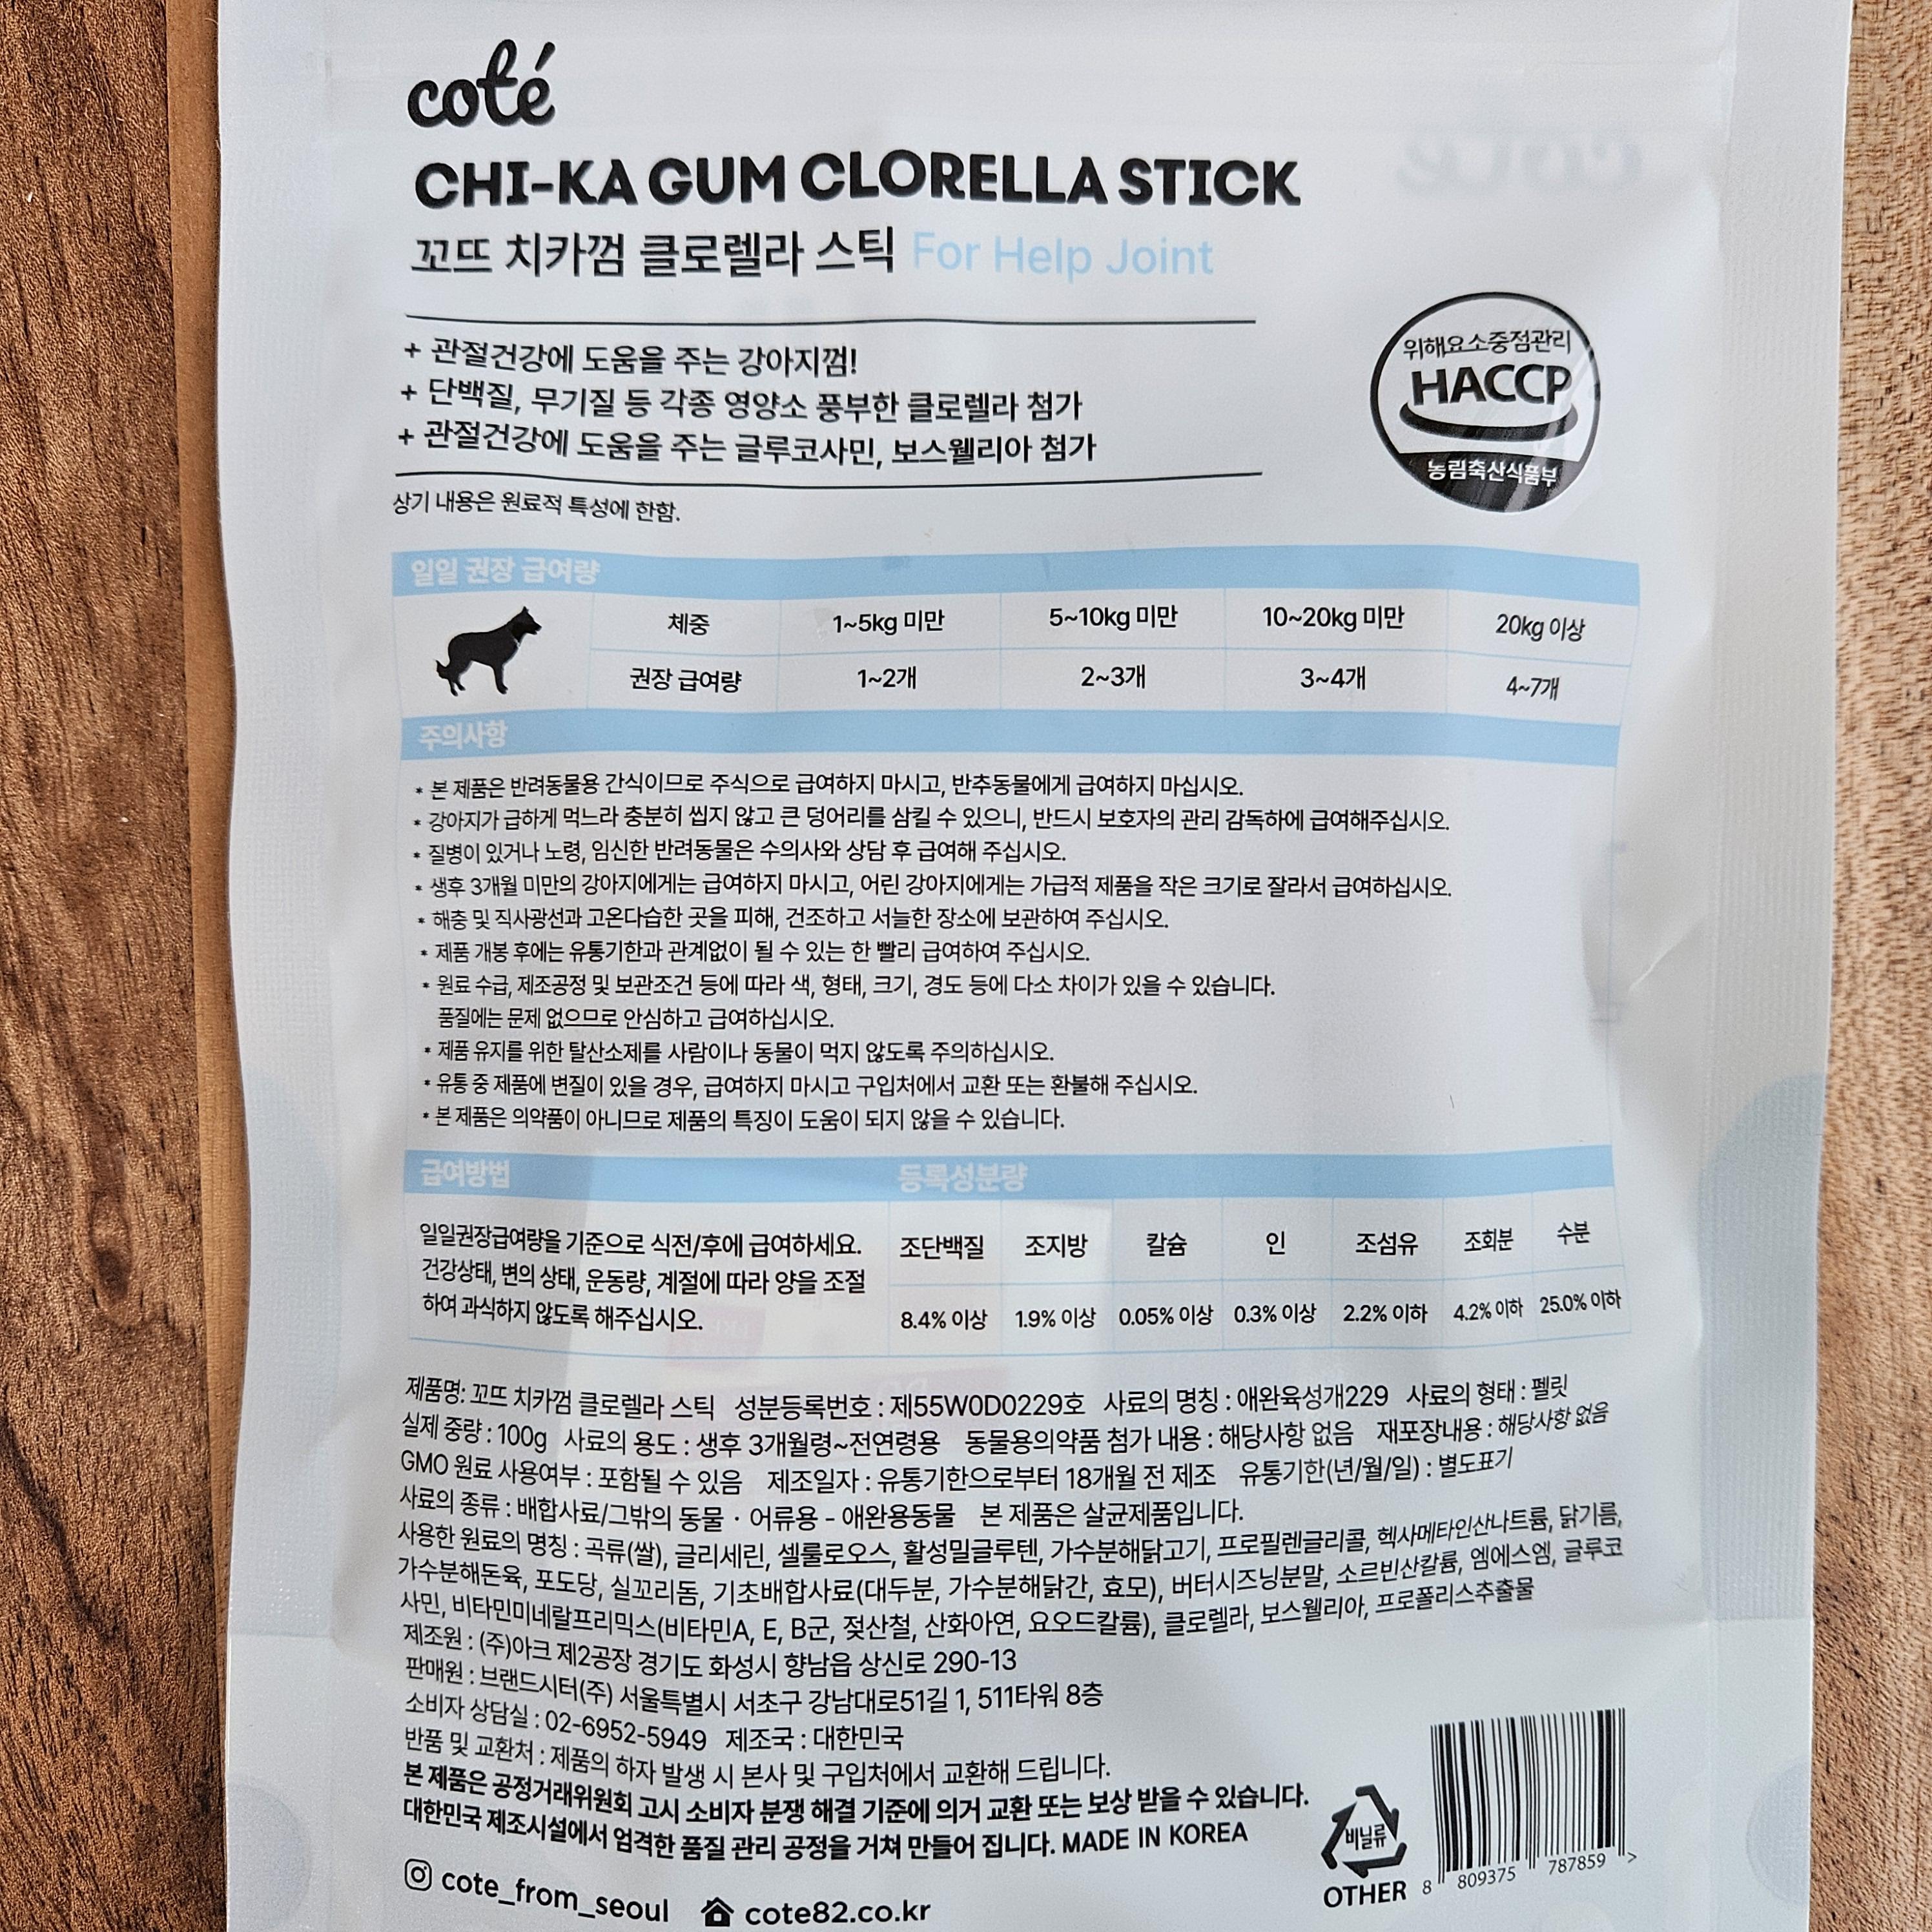 coté
CHI-KA GUM CLORELLA STICK
꼬뜨 치카껌 클로렐라 스틱 For Help Joint
+ 관절건강에 도움을 주는 강아지껌!
+ 단백질, 무기질 등 각종 영양소 풍부한 클로렐라 첨가
+ 관절건강에 도움을 주는 글루코사민, 보스웰리아 첨가
상기 내용은 원료적 특성에 한함.
위해요소중점관리
HACCP
농림축산식품부
일일 권장 급여량
체중 1~5kg 미만 5~10kg 미만 10~20kg 미만 20kg 이상
권장 급여량 1~2개 2~3개 3~4개 4~7개
주의사항
* 본 제품은 반려동물용 간식이므로 주식으로 급여하지 마시고, 반추동물에게 급여하지 마십시오.
* 강아지가 급하게 먹느라 충분히 씹지 않고 큰 덩어리를 삼킬 수 있으니, 반드시 보호자의 관리 감독하에 급여해주십시오.
* 질병이 있거나 노령, 임신한 반려동물은 수의사와 상담 후 급여해 주십시오.
* 생후 3개월 미만의 강아지에게는 급여하지 마시고, 어린 강아지에게는 가급적 제품을 작은 크기로 잘라서 급여하십시오.
* 해충 및 직사광선과 고온다습한 곳을 피해, 건조하고 서늘한 장소에 보관하여 주십시오.
* 제품 개봉 후에는 유통기한과 관계없이 될 수 있는 한 빨리 급여하여 주십시오.
* 원료 수급, 제조공정 및 보관조건 등에 따라 색, 형태, 크기, 경도 등에 다소 차이가 있을 수 있습니다.
품질에는 문제 없으므로 안심하고 급여하십시오.
* 제품 유지를 위한 탈산소제를 사람이나 동물이 먹지 않도록 주의하십시오.
* 유통 중 제품에 변질이 있을 경우, 급여하지 마시고 구입처에서 교환 또는 환불해 주십시오.
* 본 제품은 의약품이 아니므로 제품의 특징이 도움이 되지 않을 수 있습니다.
급여방법
일일권장급여량을 기준으로 식전/후에 급여하세요.
건강상태, 변의 상태, 운동량, 계절에 따라 양을 조절
하여 과식하지 않도록 해주십시오.
등록성분량
조단백질 조지방 칼슘 인 조섬유 조회분 수분
8.4% 이상 1.9% 이상 0.05% 이상 0.3% 이상 2.2% 이하 4.2% 이하 25.0% 이하
제품명: 꼬뜨 치카껌 클로렐라 스틱 성분등록번호 : 제55W0D0229호 사료의 명칭 : 애완육성개229 사료의 형태 : 펠릿
실제 중량 : 100g 사료의 용도 : 생후 3개월령~전연령용 동물용의약품 첨가 내용 : 해당사항 없음 재포장내용 : 해당사항 없음
GMO 원료 사용여부 : 포함될 수 있음 제조일자 : 유통기한으로부터 18개월 전 제조 유통기한(년/월/일) : 별도표기
사료의 종류 : 배합사료/그밖의 동물 · 어류용 - 애완용동물 본 제품은 살균제품입니다.
사용한 원료의 명칭 : 곡류(쌀), 글리세린, 셀룰로오스, 활성밀글루텐, 가수분해닭고기, 프로필렌글리콜, 헥사메타인산나트륨, 닭기름,
가수분해돈육, 포도당, 실꼬리돔, 기초배합사료(대두분, 가수분해닭간, 효모), 버터시즈닝분말, 소르빈산칼륨, 엠에스엠, 글루코
사민, 비타민미네랄프리믹스(비타민A, E, B군, 젖산철, 산화아연, 요오드칼륨), 클로렐라, 보스웰리아, 프로폴리스추출물
제조원 : (주)아크 제2공장 경기도 화성시 향남읍 상신로 290-13
판매원 : 브랜드시터(주) 서울특별시 서초구 강남대로51길 1, 511타워 8층
소비자 상담실 : 02-6952-5949 제조국 : 대한민국
반품 및 교환처 : 제품의 하자 발생 시 본사 및 구입처에서 교환해 드립니다.
본 제품은 공정거래위원회 고시 소비자 분쟁 해결 기준에 의거 교환 또는 보상 받을 수 있습니다.
대한민국 제조시설에서 엄격한 품질 관리 공정을 거쳐 만들어 집니다. MADE IN KOREA
cote_from_seoul cote82.co.kr
비닐류
OTHER
8 809375 787859 >